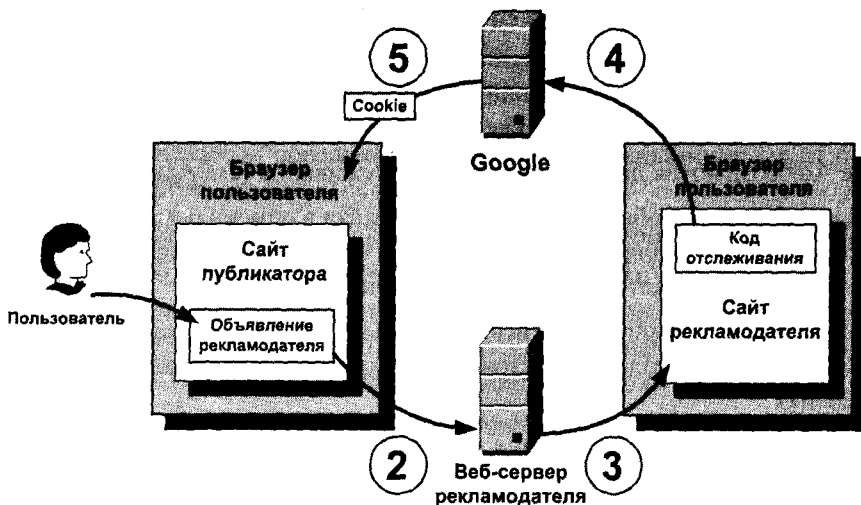 5
4
Cookie
Google
Браузер
пользователя
Сайт
публикатора
Объявление
рекламодателя
Пользователь
Браузер
пользователя
Код
отслеживания
Сайт
рекламодателя
2
Веб-сервер
рекламодателя
3